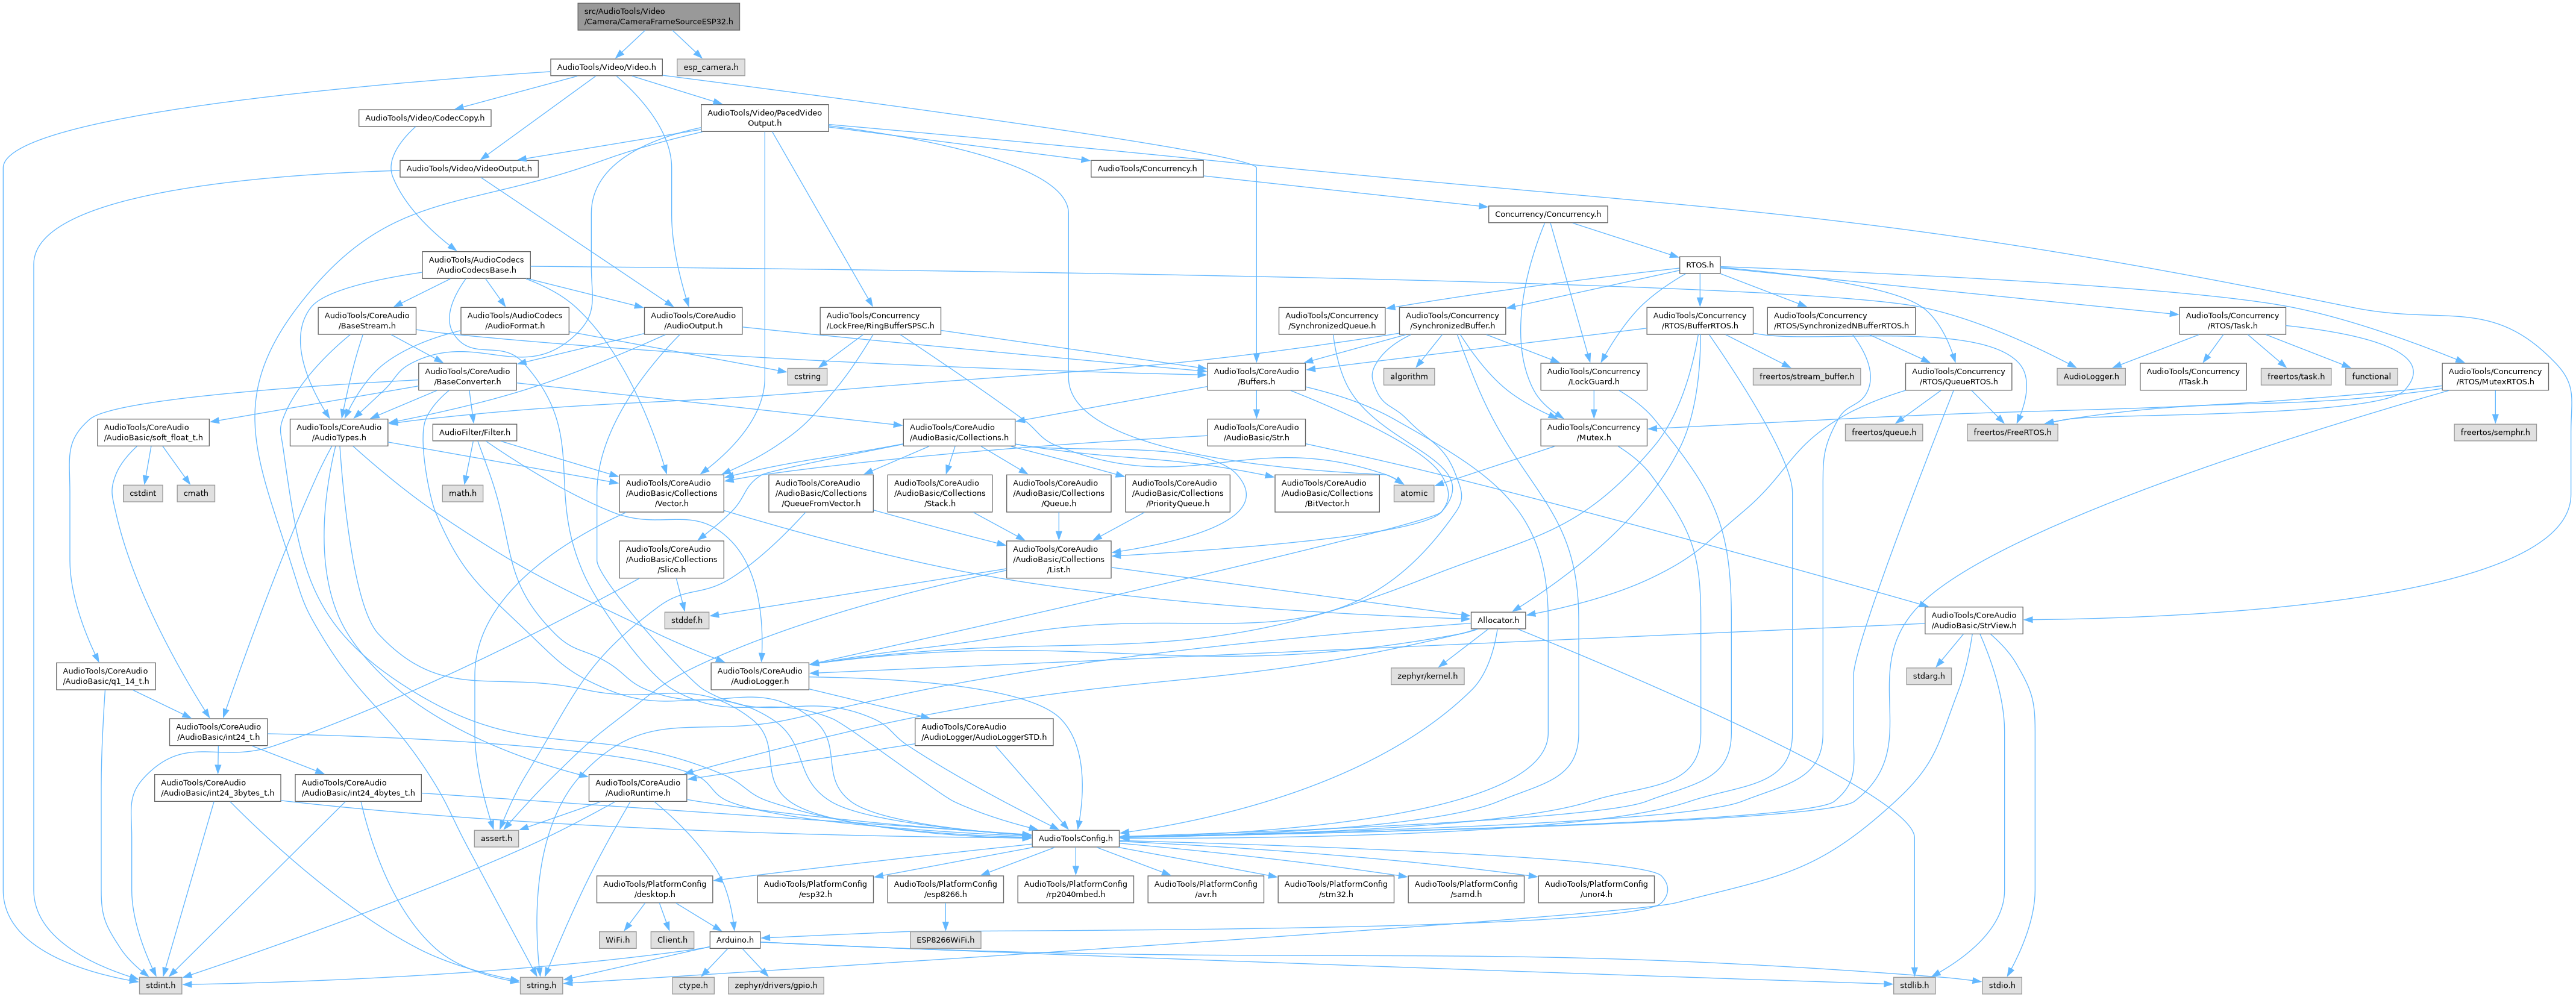 src/AudioTools/Video
/Camera/CameraFrameSourceESP32.h
AudioTools/Video/Video.h
esp_camera.h
AudioTools/Video/CodecCopy.h
AudioTools/Video/PacedVideo
Output.h
AudioTools/Video/VideoOutput.h
AudioTools/Concurrency.h
Concurrency/Concurrency.h
AudioTools/AudioCodecs
/AudioCodecsBase.h
RTOS.h
AudioTools/CoreAudio
/BaseStream.h
AudioTools/AudioCodecs
/AudioFormat.h
AudioTools/CoreAudio
/AudioOutput.h
AudioTools/Concurrency
/LockFree/RingBufferSPSC.h
AudioTools/Concurrency
/SynchronizedQueue.h
AudioTools/Concurrency
/SynchronizedBuffer.h
AudioTools/Concurrency
/RTOS/BufferRTOS.h
AudioTools/Concurrency
/RTOS/SynchronizedNBufferRTOS.h
AudioTools/Concurrency
/RTOS/Task.h
AudioTools/CoreAudio
/BaseConverter.h
cstring
AudioTools/CoreAudio
/Buffers.h
algorithm
AudioTools/Concurrency
/LockGuard.h
freertos/stream_buffer.h
AudioTools/Concurrency
/RTOS/QueueRTOS.h
AudioLogger.h
AudioTools/Concurrency
/ITask.h
freertos/task.h
functional
AudioTools/Concurrency
/RTOS/MutexRTOS.h
AudioTools/CoreAudio
/AudioBasic/soft_float_t.h
AudioTools/CoreAudio
/AudioTypes.h
AudioFilter/Filter.h
AudioTools/CoreAudio
/AudioBasic/Collections.h
AudioTools/CoreAudio
/AudioBasic/Str.h
AudioTools/Concurrency
/Mutex.h
freertos/queue.h
freertos/FreeRTOS.h
freertos/semphr.h
cstdint
cmath
math.h
AudioTools/CoreAudio
/AudioBasic/Collections
/Vector.h
AudioTools/CoreAudio
/AudioBasic/Collections
/QueueFromVector.h
AudioTools/CoreAudio
/AudioBasic/Collections
/Stack.h
AudioTools/CoreAudio
/AudioBasic/Collections
/Queue.h
AudioTools/CoreAudio
/AudioBasic/Collections
/PriorityQueue.h
AudioTools/CoreAudio
/AudioBasic/Collections
/BitVector.h
atomic
AudioTools/CoreAudio
/AudioBasic/Collections
/Slice.h
AudioTools/CoreAudio
/AudioBasic/Collections
/List.h
stddef.h
Allocator.h
AudioTools/CoreAudio
/AudioBasic/StrView.h
AudioTools/CoreAudio
/AudioBasic/q1_14_t.h
AudioTools/CoreAudio
/AudioLogger.h
zephyr/kernel.h
stdarg.h
AudioTools/CoreAudio
/AudioBasic/int24_t.h
AudioTools/CoreAudio
/AudioLogger/AudioLoggerSTD.h
AudioTools/CoreAudio
/AudioBasic/int24_3bytes_t.h
AudioTools/CoreAudio
/AudioBasic/int24_4bytes_t.h
AudioTools/CoreAudio
/AudioRuntime.h
assert.h
AudioToolsConfig.h
AudioTools/PlatformConfig
/desktop.h
AudioTools/PlatformConfig
/esp32.h
AudioTools/PlatformConfig
/esp8266.h
AudioTools/PlatformConfig
/rp2040mbed.h
AudioTools/PlatformConfig
/avr.h
AudioTools/PlatformConfig
/stm32.h
AudioTools/PlatformConfig
/samd.h
AudioTools/PlatformConfig
/unor4.h
WiFi.h
Client.h
Arduino.h
ESP8266WiFi.h
stdint.h
string.h
ctype.h
zephyr/drivers/gpio.h
stdlib.h
stdio.h